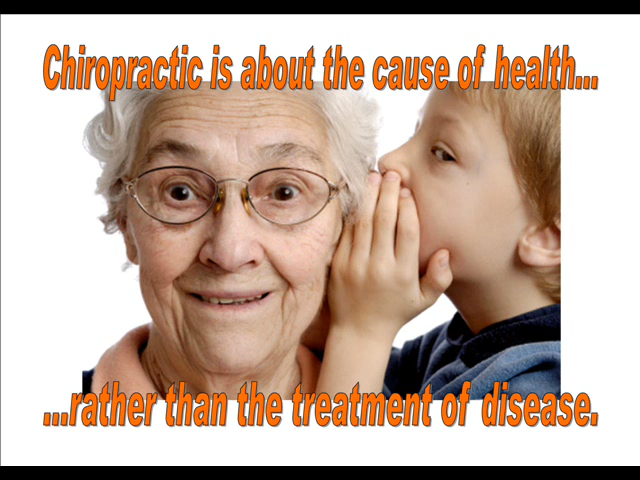 Chiropractic is about the cause of health...
...rather than the treatment of disease.